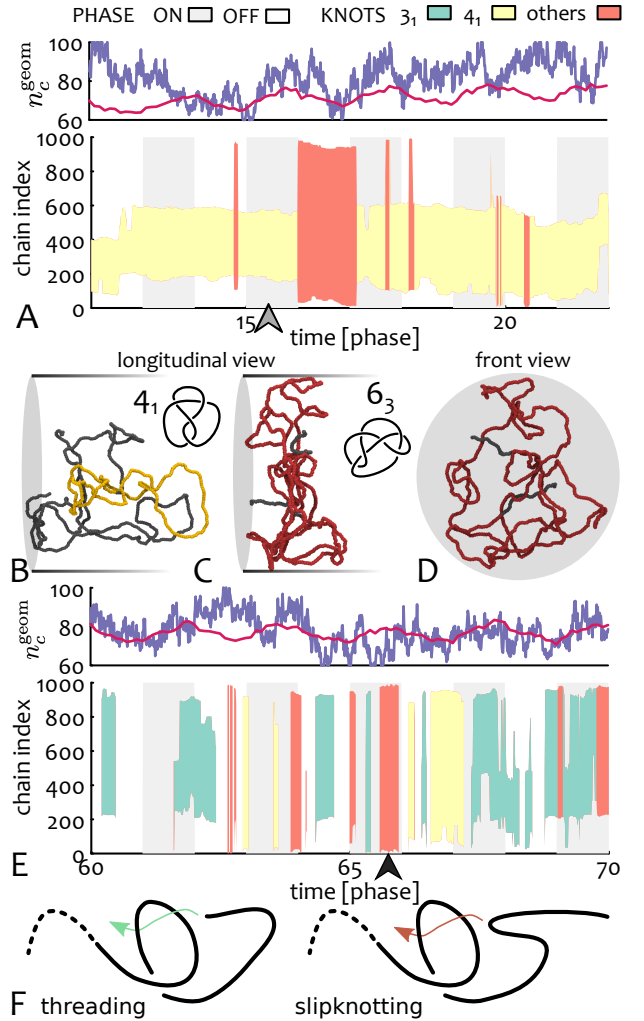 PHASE ON OFF KNOTS 3₁ 4₁ others
100
80
60
n_c^geom
1000
800
600
400
200
0
chain index
A
15
20
time [phase]
longitudinal view
front view
4₁
6₃
B
C
D
100
80
60
n_c^geom
1000
800
600
400
200
0
chain index
E
60
65
70
time [phase]
F
threading
slipknotting